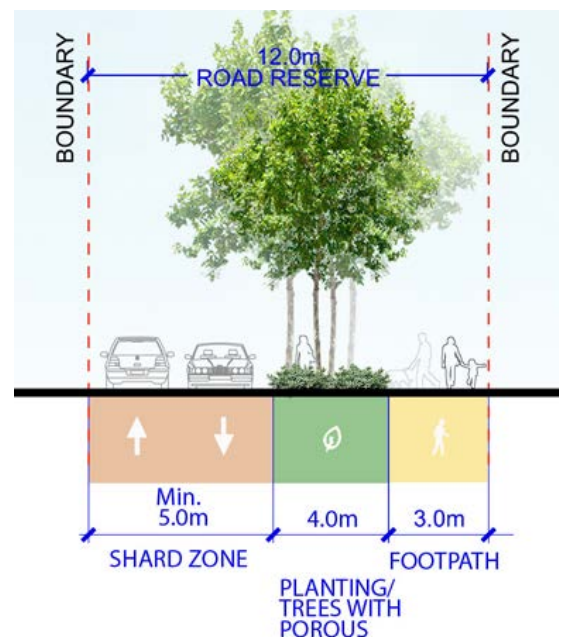 12.0m
ROAD RESERVE
BOUNDARY
BOUNDARY
Min.
5.0m
4.0m
3.0m
SHARD ZONE
PLANTING/
TREES WITH
POROUS
FOOTPATH